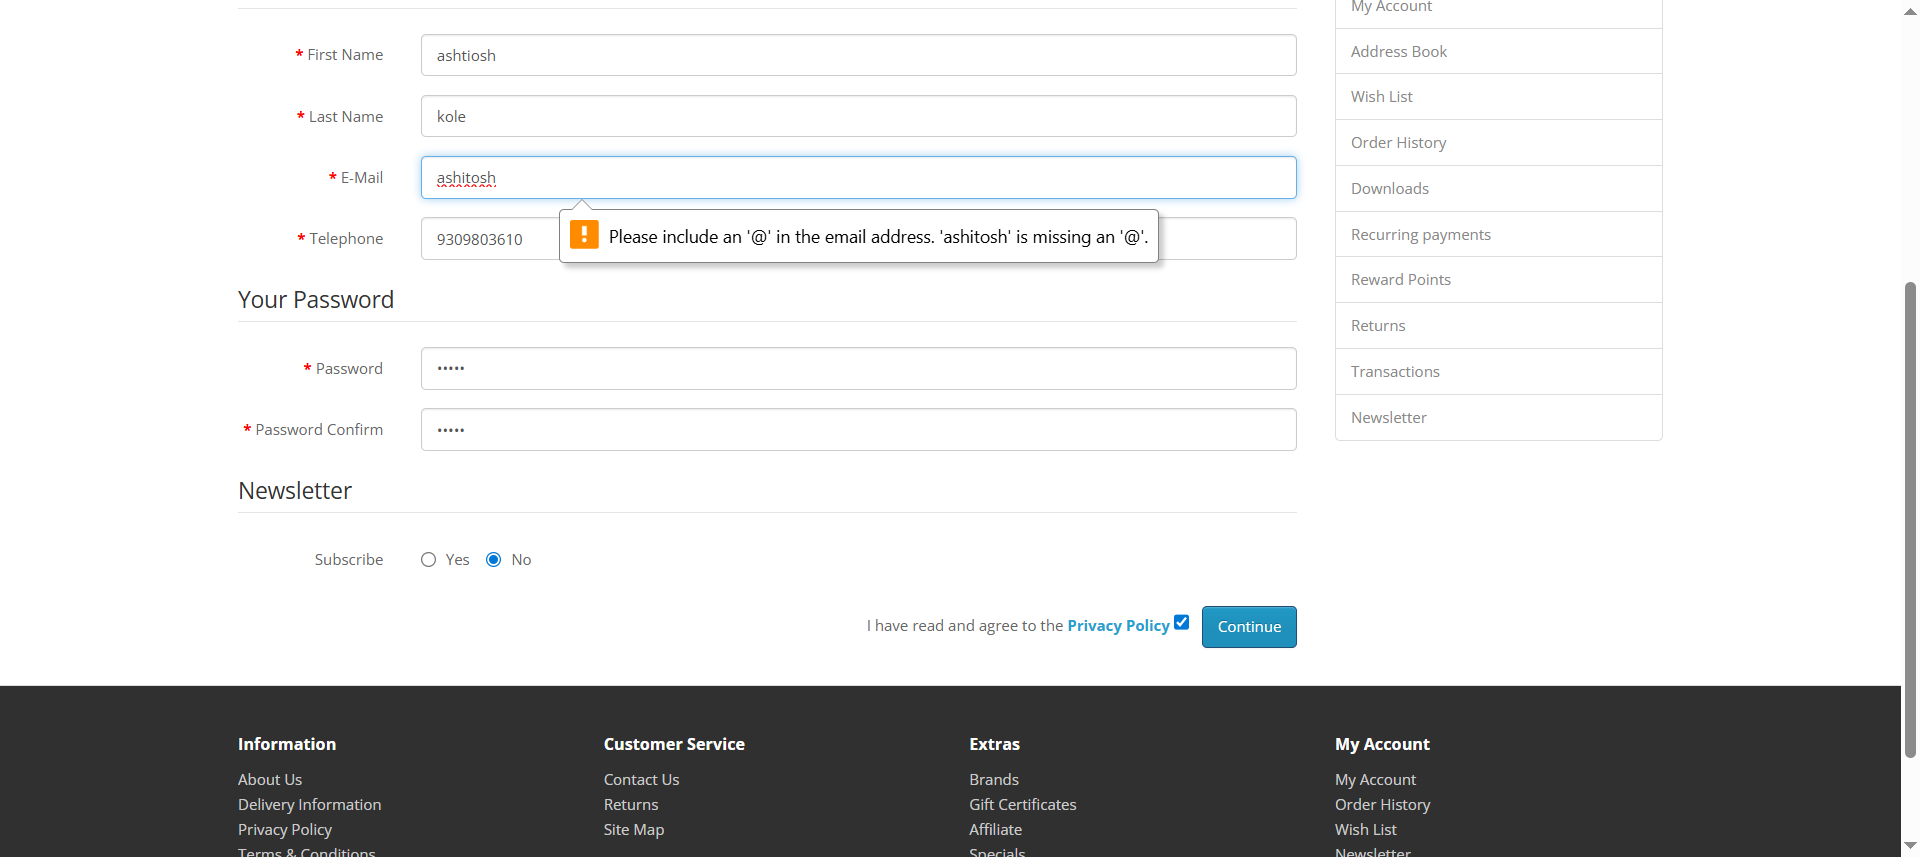 My Account
* First Name
ashtiosh
Address Book
* Last Name
kole
Wish List
Order History
* E-Mail
ashitosh
Downloads
* Telephone
9309803610
Please include an '@' in the email address. 'ashitosh' is missing an '@'.
Recurring payments
Reward Points
Your Password
Returns
* Password
•••••
Transactions
* Password Confirm
•••••
Newsletter
Newsletter
Subscribe
Yes
No
I have read and agree to the Privacy Policy
Continue
Information
Customer Service
Extras
My Account
About Us
Contact Us
Brands
My Account
Delivery Information
Returns
Gift Certificates
Order History
Privacy Policy
Site Map
Affiliate
Wish List
Terms & Conditions
Specials
Newsletter